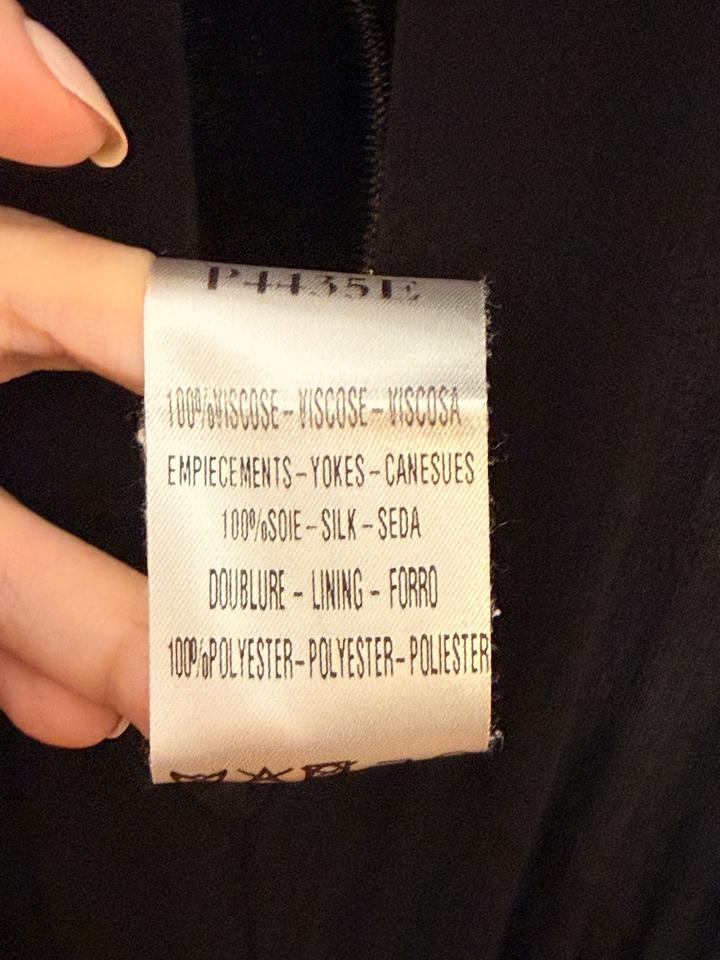 P4435E
100%VISCOSE - VISCOSE - VISCOSA
EMPIECEMENTS - YOKES - CANESUES
100%SOIE - SILK - SEDA
DOUBLURE - LINING - FORRO
100%POLYESTER - POLYESTER - POLIESTER